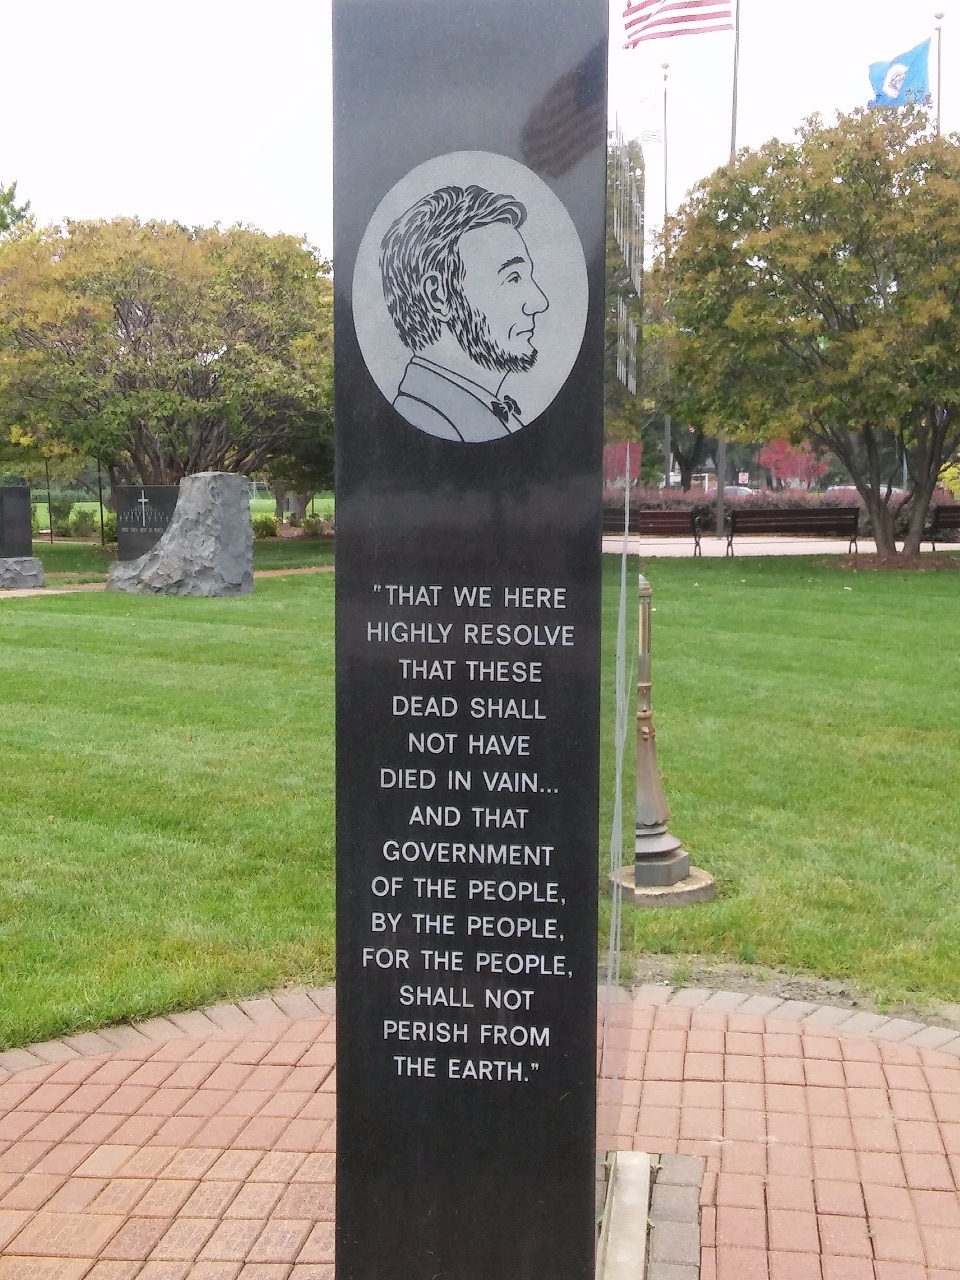 "THAT WE HERE
HIGHLY RESOLVE
THAT THESE
DEAD SHALL
NOT HAVE
DIED IN VAIN...
AND THAT
GOVERNMENT
OF THE PEOPLE,
BY THE PEOPLE,
FOR THE PEOPLE,
SHALL NOT
PERISH FROM
THE EARTH."